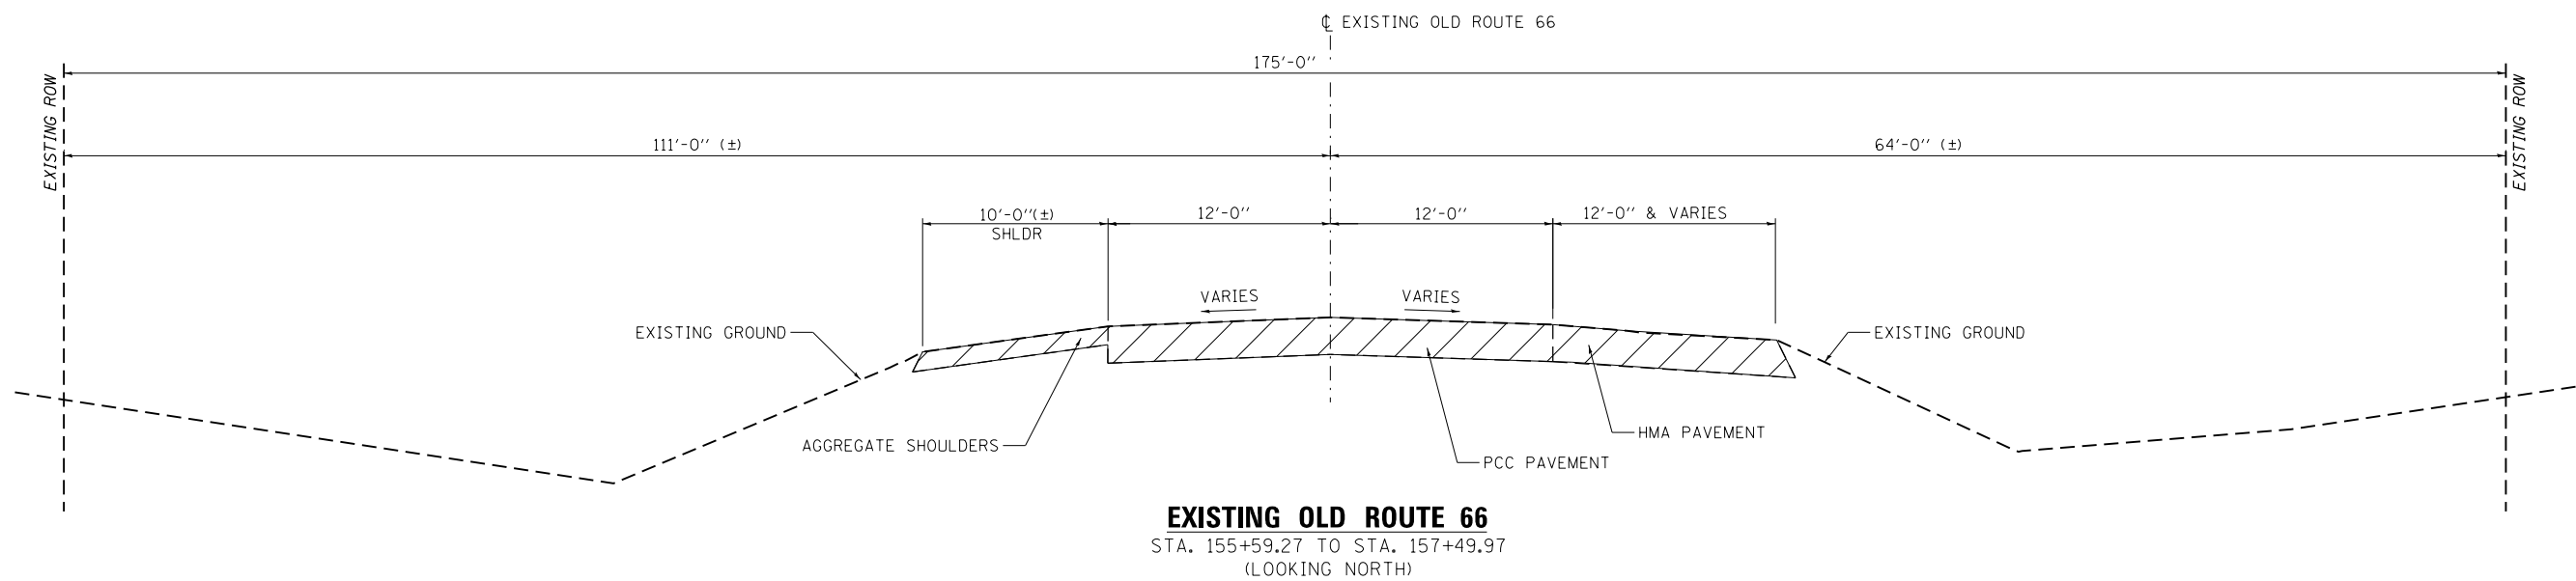 ℄ EXISTING OLD ROUTE 66
175'-0''
EXISTING ROW
EXISTING ROW
111'-0'' (±)
64'-0'' (±)
10'-0''(±)
SHLDR
12'-0''
12'-0''
12'-0'' & VARIES
VARIES
VARIES
EXISTING GROUND
EXISTING GROUND
AGGREGATE SHOULDERS
HMA PAVEMENT
PCC PAVEMENT
EXISTING OLD ROUTE 66
STA. 155+59.27 TO STA. 157+49.97
(LOOKING NORTH)